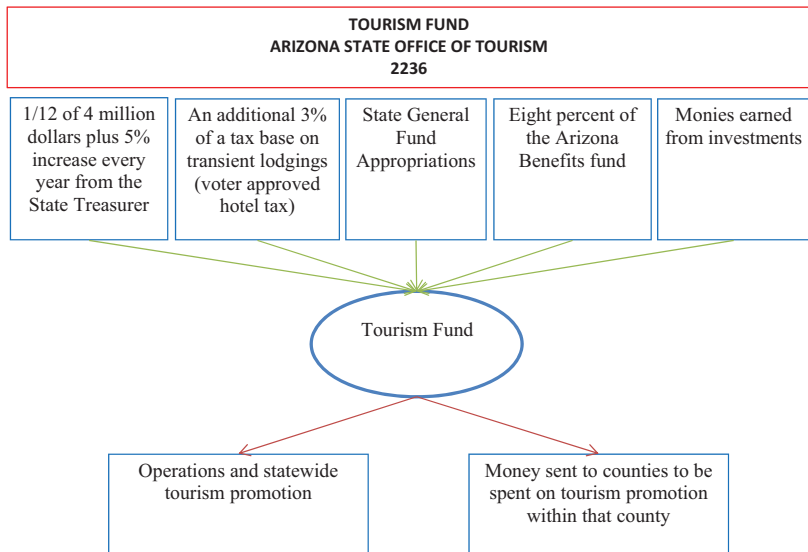 TOURISM FUND
ARIZONA STATE OFFICE OF TOURISM
2236
1/12 of 4 million
dollars plus 5%
increase every
year from the
State Treasurer
An additional 3%
of a tax base on
transient lodgings
(voter approved
hotel tax)
State General
Fund
Appropriations
Eight percent of
the Arizona
Benefits fund
Monies earned
from investments
Tourism Fund
Operations and statewide
tourism promotion
Money sent to counties to be
spent on tourism promotion
within that county